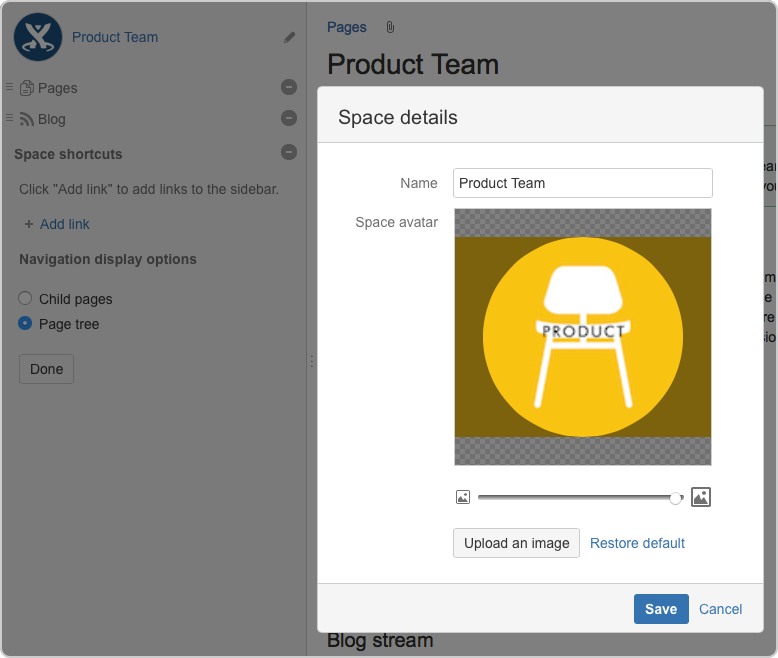 Product Team
Pages
Blog
Space shortcuts
Click "Add link" to add links to the sidebar.
+ Add link
Navigation display options
Child pages
Page tree
Done
Pages
Product Team
Space details
Name
Product Team
Space avatar
PRODUCT
Upload an image
Restore default
Save
Cancel
Blog stream